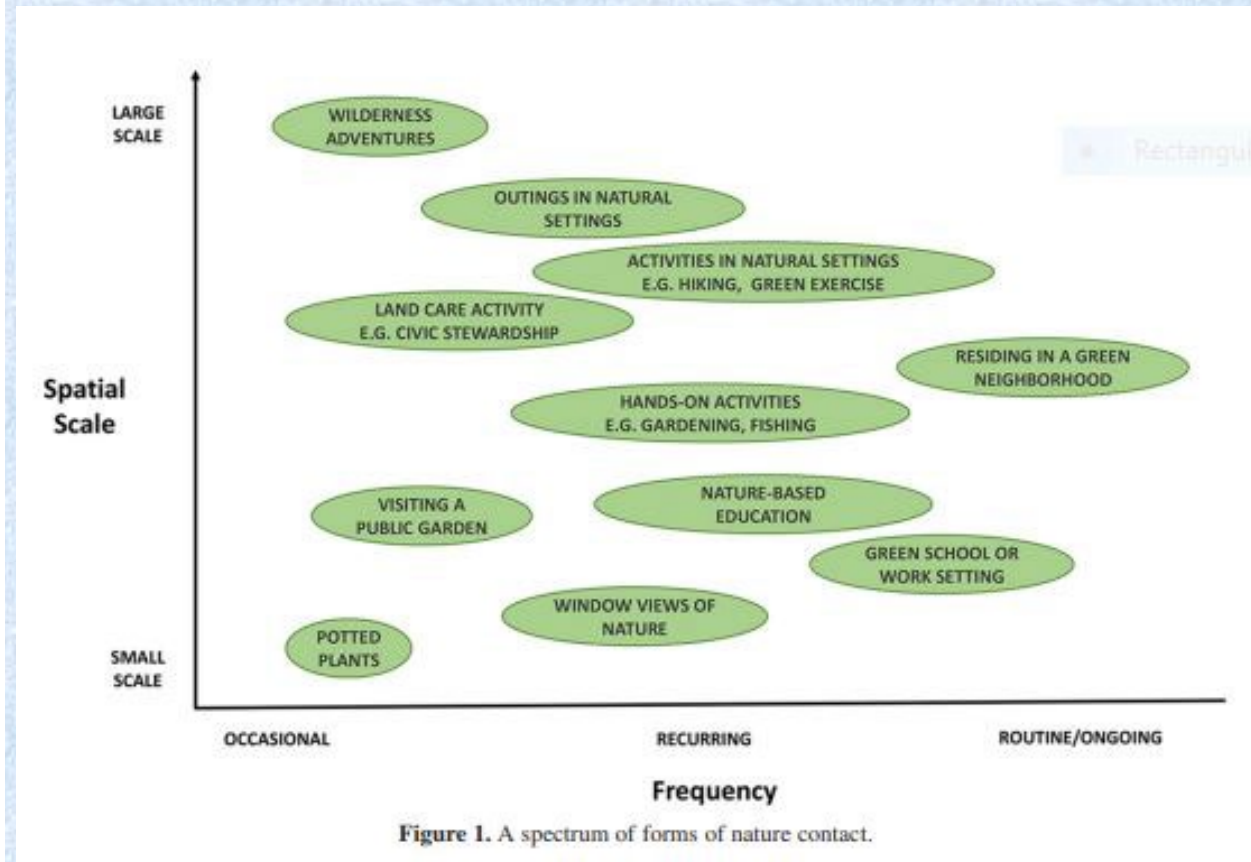 LARGE
SCALE
WILDERNESS
ADVENTURES
Rectangul
OUTINGS IN NATURAL
SETTINGS
ACTIVITIES IN NATURAL SETTINGS
E.G. HIKING, GREEN EXERCISE
LAND CARE ACTIVITY
E.G. CIVIC STEWARDSHIP
RESIDING IN A GREEN
NEIGHBORHOOD
Spatial
Scale
HANDS-ON ACTIVITIES
E.G. GARDENING, FISHING
VISITING A
PUBLIC GARDEN
NATURE-BASED
EDUCATION
GREEN SCHOOL OR
WORK SETTING
WINDOW VIEWS OF
NATURE
POTTED
PLANTS
SMALL
SCALE
OCCASIONAL
RECURRING
ROUTINE/ONGOING
Frequency
Figure 1. A spectrum of forms of nature contact.